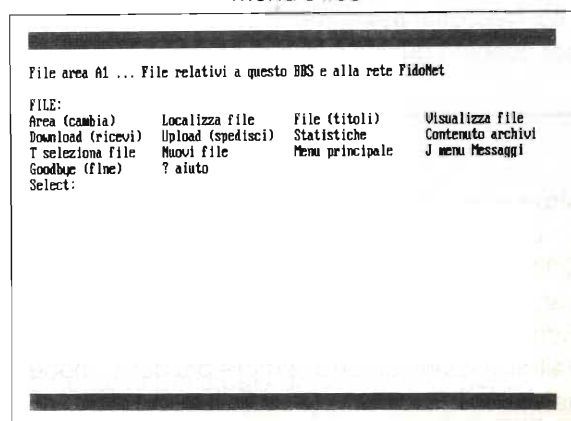 File area A1 ... File relativi a questo BBS e alla rete FidoNet
FILE:
Area (cambia) Localizza file File (titoli) Visualizza file
Download (ricevi) Upload (spedisci) Statistiche Contenuto archivi
T seleziona file Nuovi file Menu principale J menu Messaggi
Goodbye (fine) ? aiuto
Select: